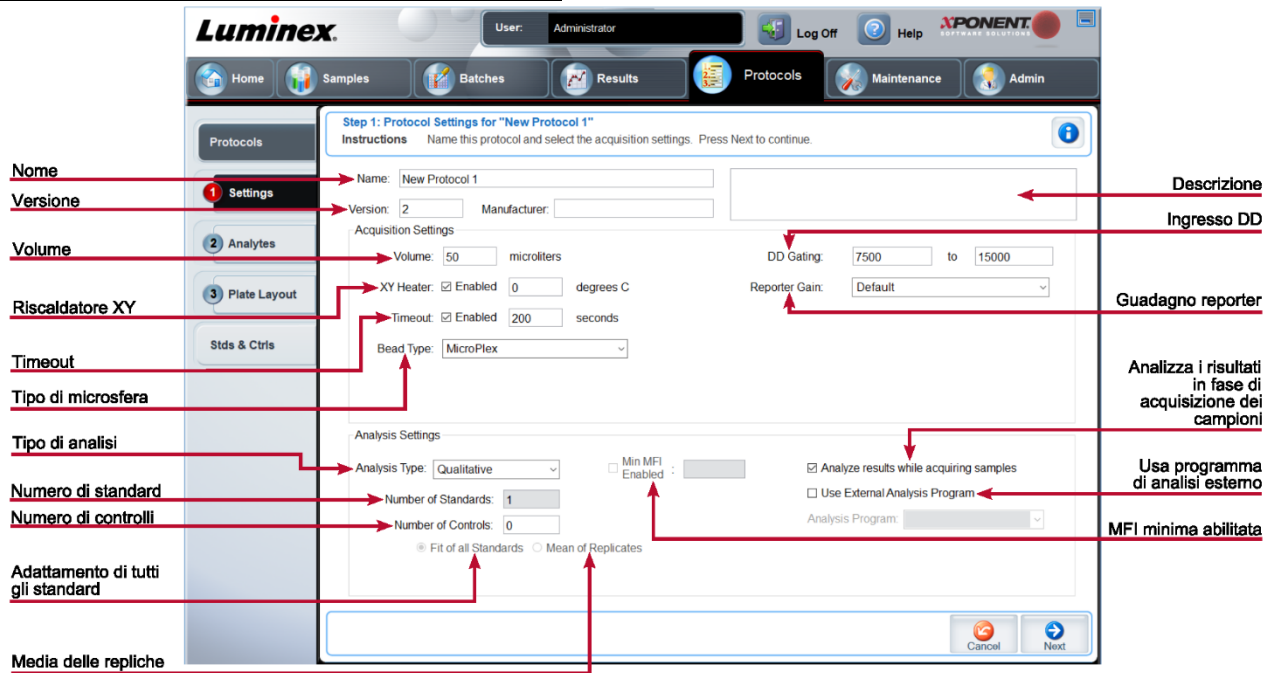 Luminex.
User: Administrator
Log Off
Help
XPONENT.
SOFTWARE SOLUTIONS
Home
Samples
Batches
Results
Protocols
Maintenance
Admin
Protocols
1 Settings
2 Analytes
3 Plate Layout
Stds & Ctrls
Step 1: Protocol Settings for "New Protocol 1"
Instructions Name this protocol and select the acquisition settings. Press Next to continue.
Name: New Protocol 1
Version: 2 Manufacturer:
Acquisition Settings
Volume: 50 microliters
DD Gating: 7500 to 15000
XY Heater: Enabled 0 degrees C
Reporter Gain: Default
Timeout: Enabled 200 seconds
Bead Type: MicroPlex
Analysis Settings
Analysis Type: Qualitative
Min MFI
Enabled :
Analyze results while acquiring samples
Number of Standards: 1
Use External Analysis Program
Number of Controls: 0
Analysis Program:
Fit of all Standards Mean of Replicates
Cancel
Next
Nome
Versione
Volume
Riscaldatore XY
Timeout
Tipo di microsfera
Tipo di analisi
Numero di standard
Numero di controlli
Adattamento di tutti
gli standard
Media delle repliche
Descrizione
Ingresso DD
Guadagno reporter
Analizza i risultati
in fase di
acquisizione dei
campioni
Usa programma
di analisi esterno
MFI minima abilitata